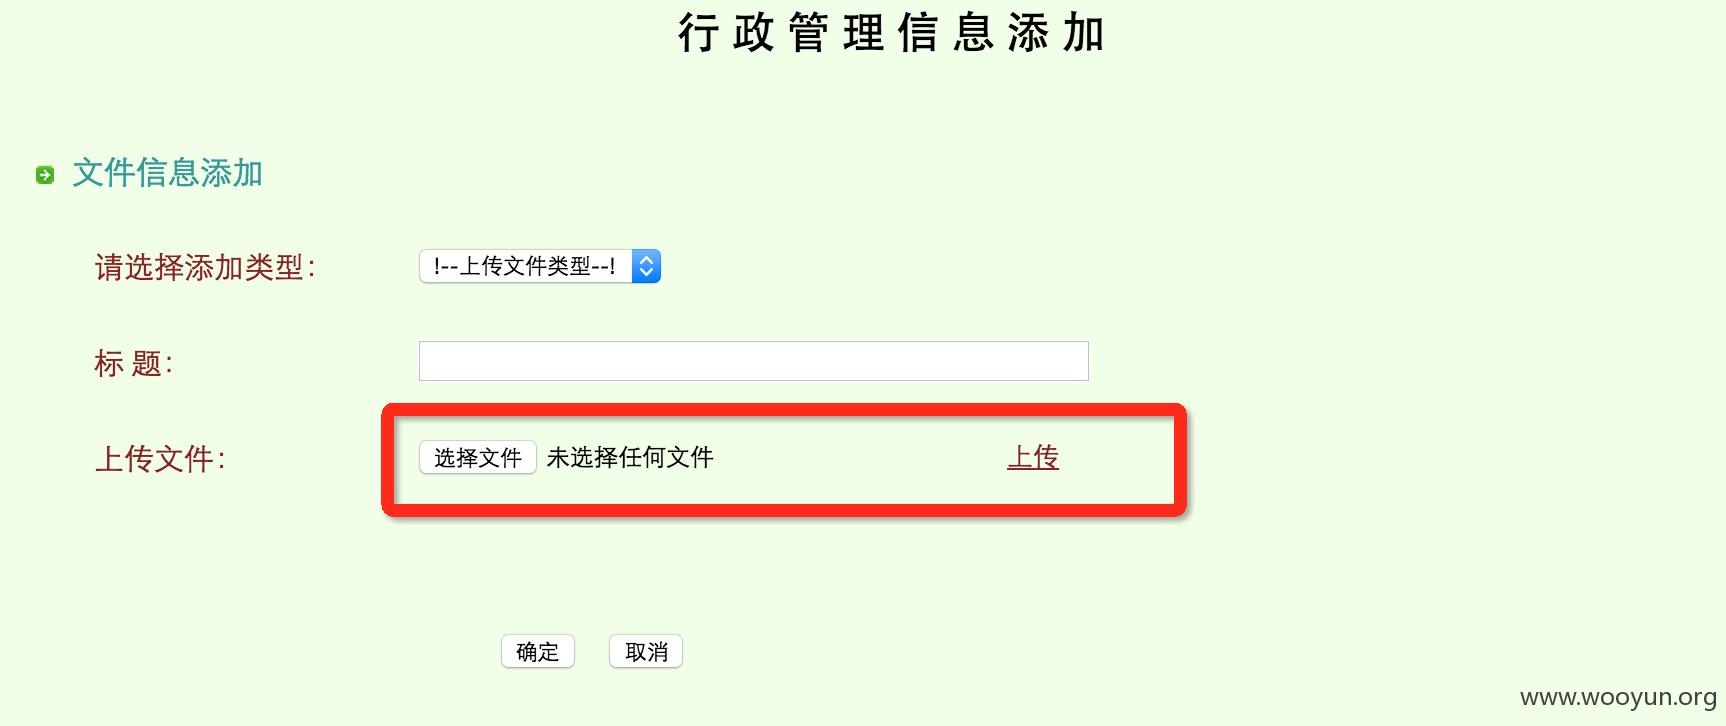 行政管理信息添加
文件信息添加
请选择添加类型：
!--上传文件类型--!
标 题：
上传文件：
选择文件 未选择任何文件 上传
确定 取消
www.wooyun.org